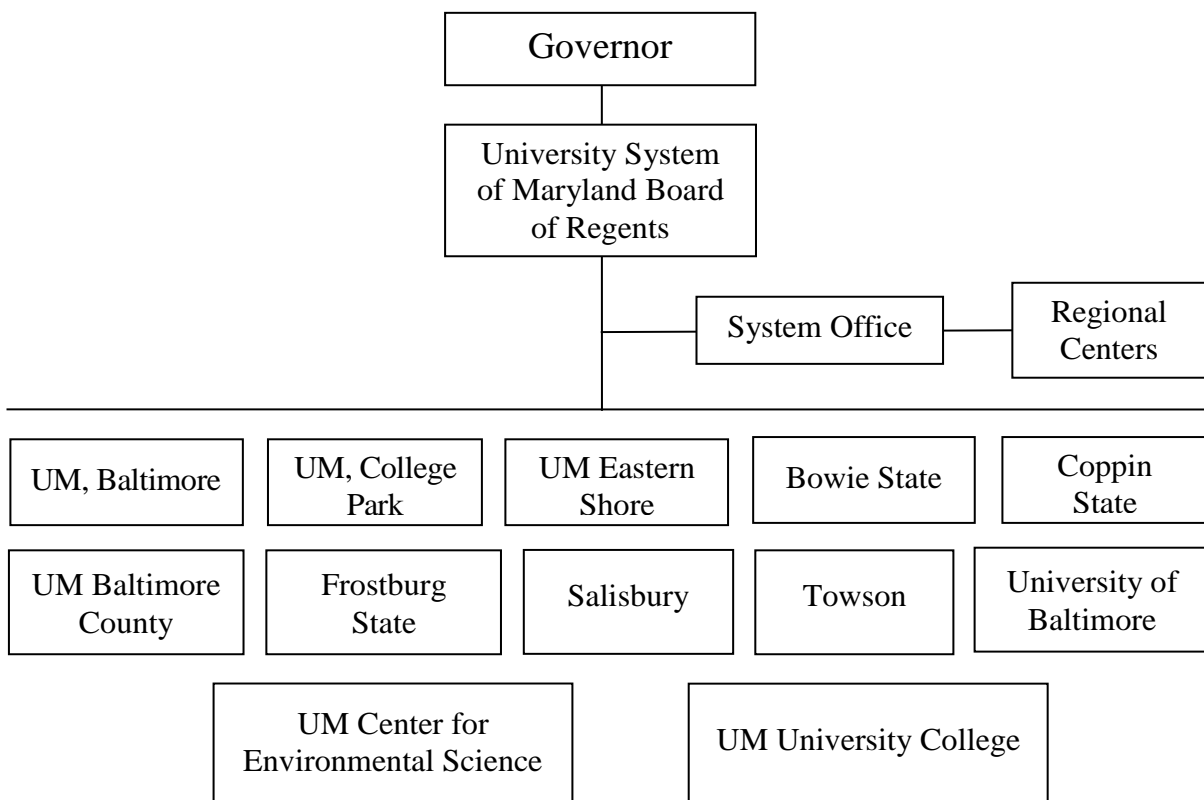 Governor
University System
of Maryland Board
of Regents
System Office
Regional
Centers
UM, Baltimore
UM, College
Park
UM Eastern
Shore
Bowie State
Coppin
State
UM Baltimore
County
Frostburg
State
Salisbury
Towson
University of
Baltimore
UM Center for
Environmental Science
UM University College